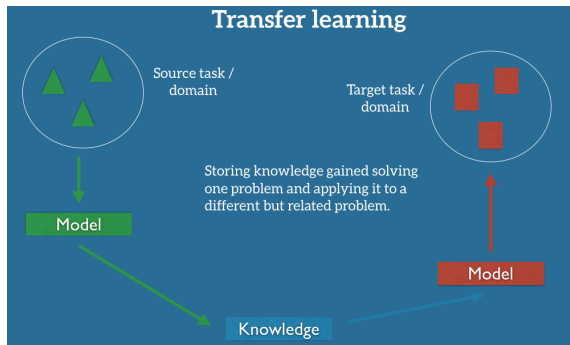 Transfer learning
Source task /
domain
Target task /
domain
Storing knowledge gained solving
one problem and applying it to a
different but related problem.
Model
Model
Knowledge